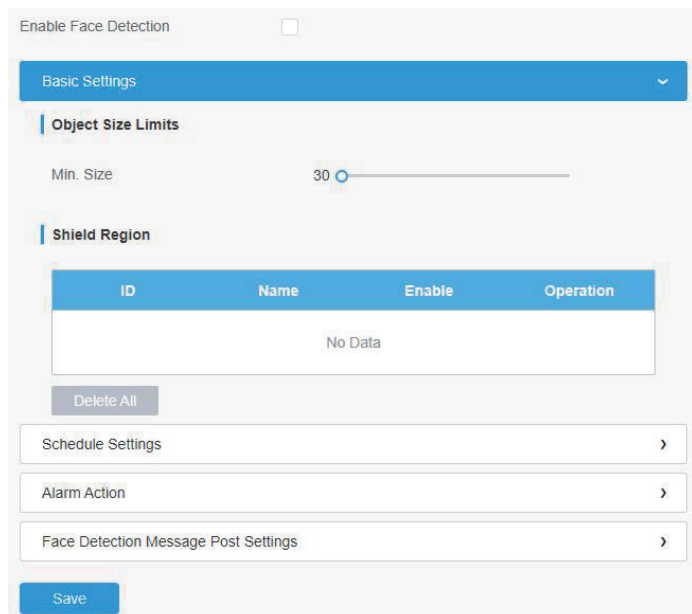 Enable Face Detection
Basic Settings
Object Size Limits
Min. Size 30
Shield Region
ID Name Enable Operation
No Data
Delete All
Schedule Settings
Alarm Action
Face Detection Message Post Settings
Save